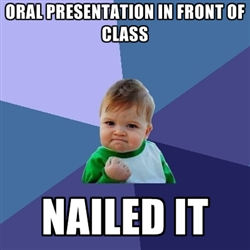 ORAL PRESENTATION IN FRONT OF
CLASS
NAILED IT